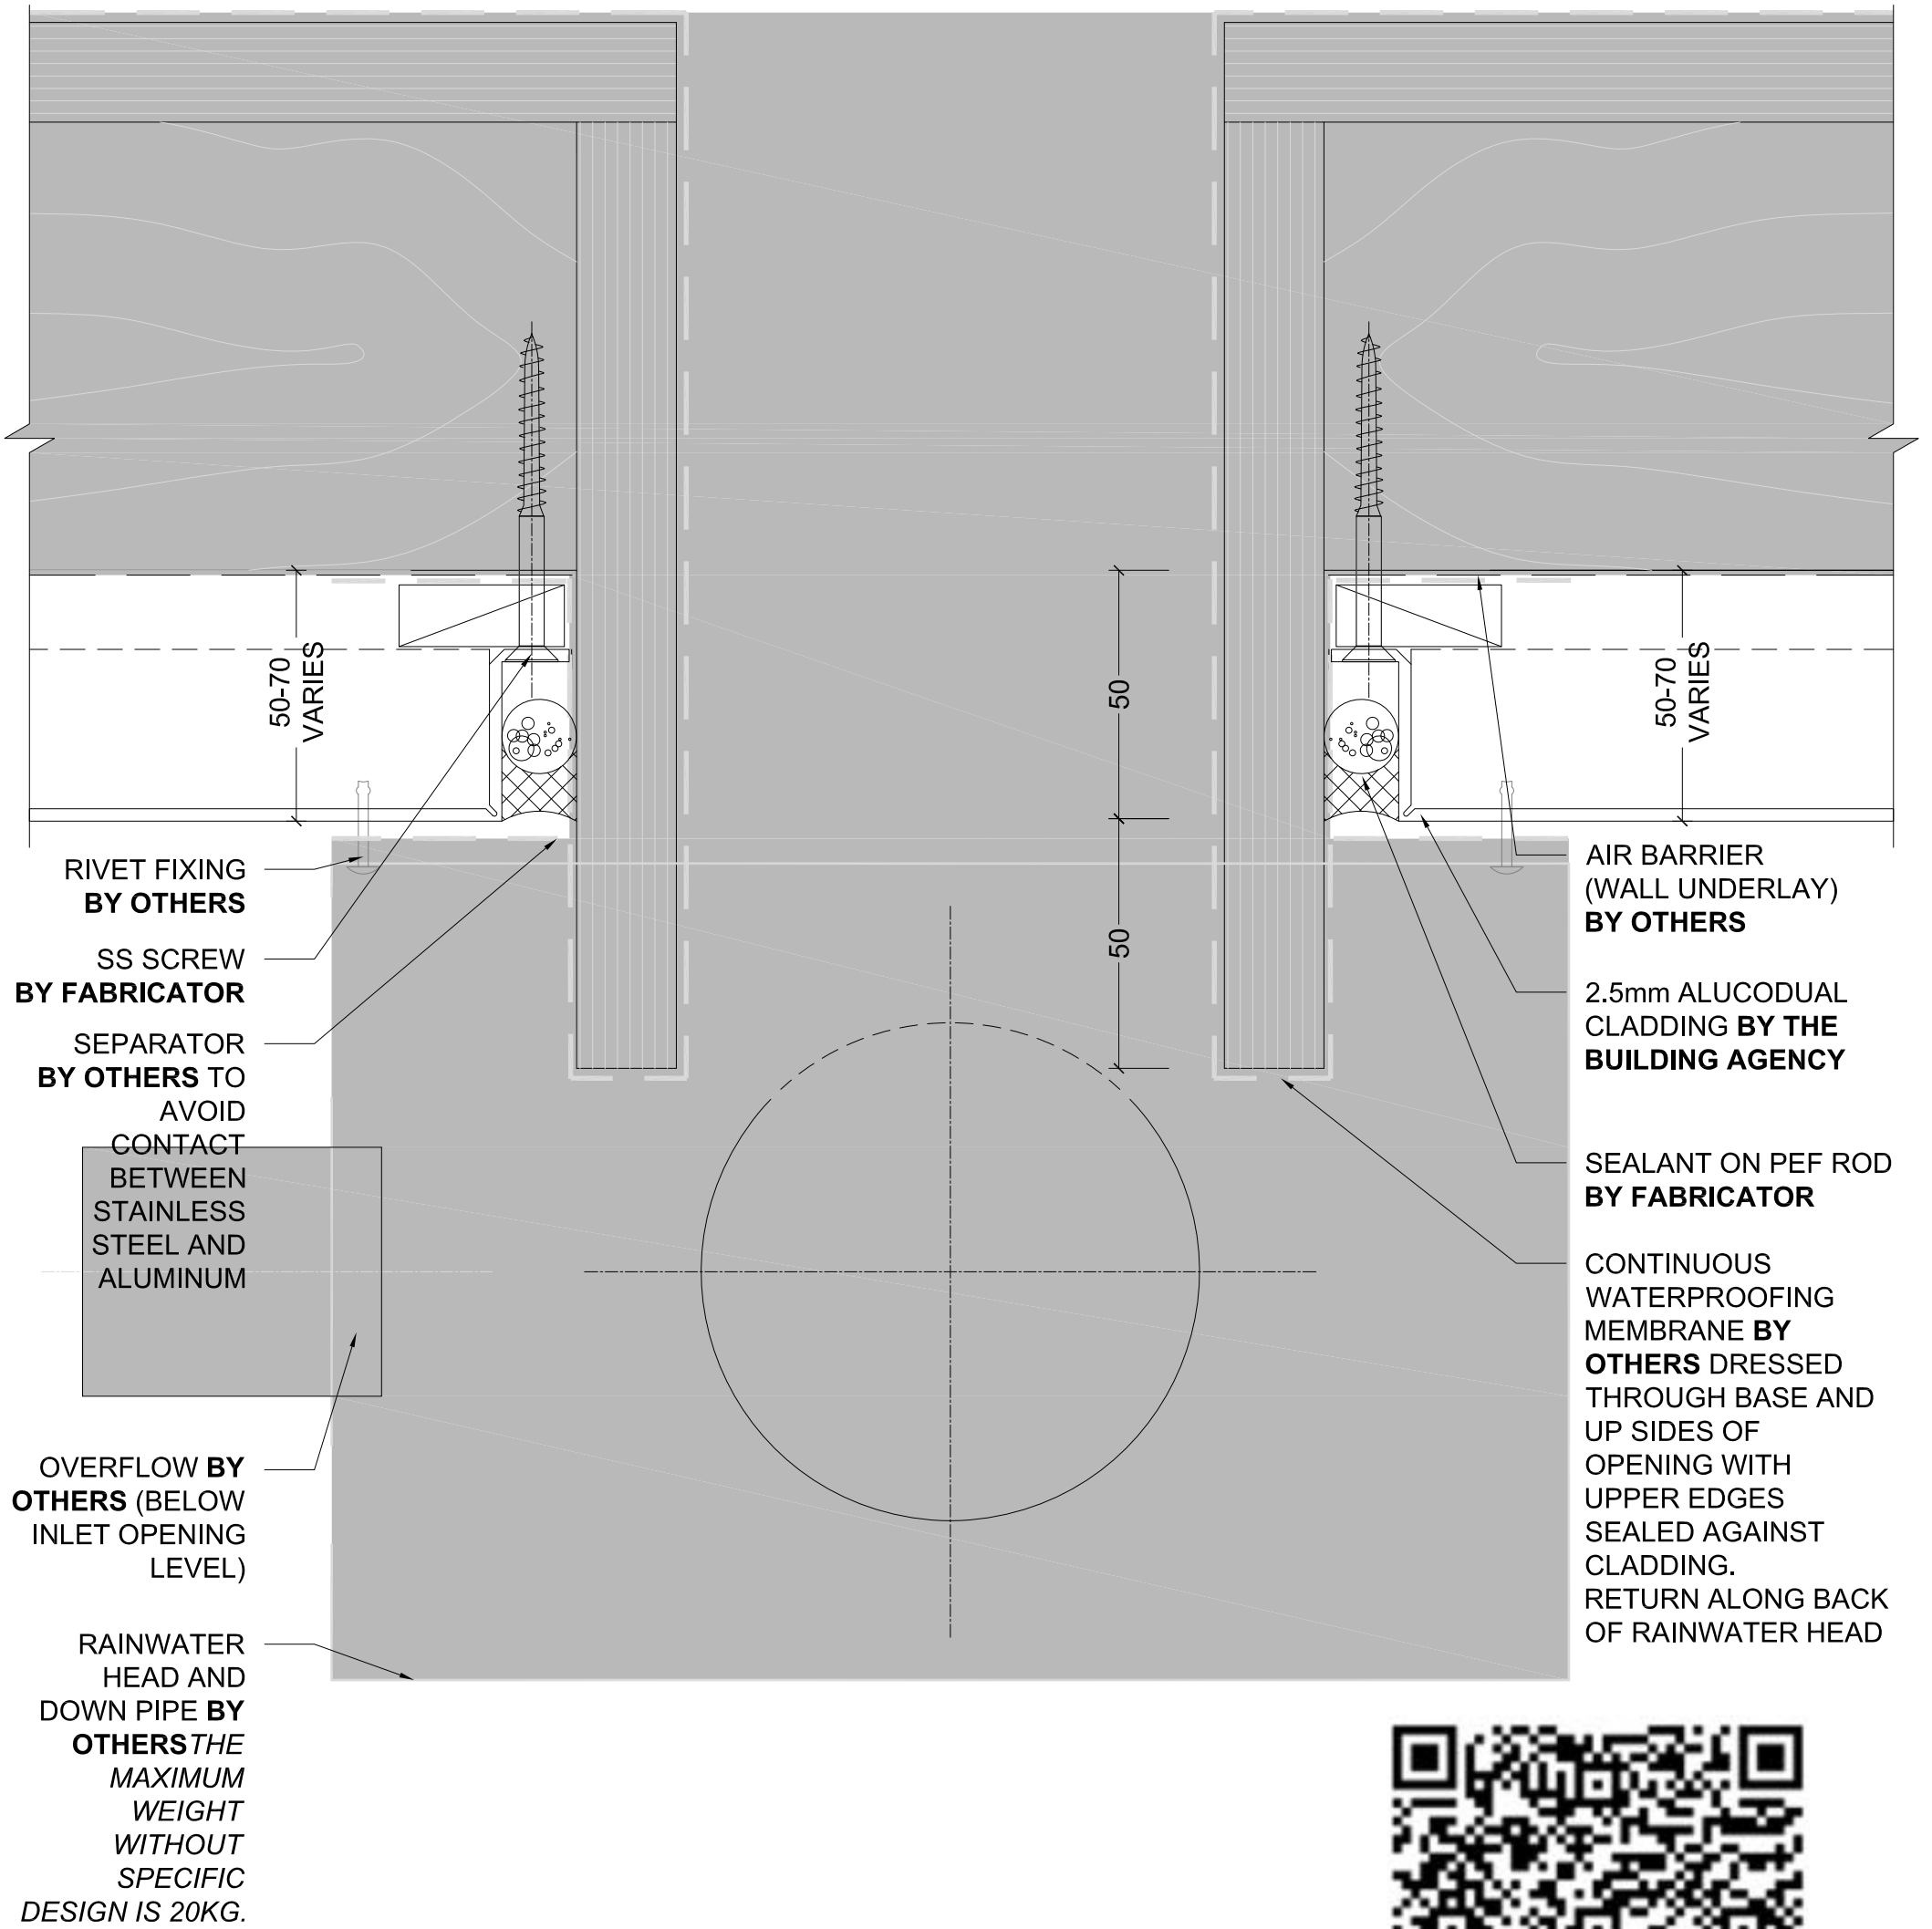 50-70
VARIES
50
50
50-70
VARIES
RIVET FIXING
BY OTHERS
SS SCREW
BY FABRICATOR
SEPARATOR
BY OTHERS TO
AVOID
CONTACT
BETWEEN
STAINLESS
STEEL AND
ALUMINUM
OVERFLOW BY
OTHERS (BELOW
INLET OPENING
LEVEL)
RAINWATER
HEAD AND
DOWN PIPE BY
OTHERSTHE
MAXIMUM
WEIGHT
WITHOUT
SPECIFIC
DESIGN IS 20KG.
AIR BARRIER
(WALL UNDERLAY)
BY OTHERS
2.5mm ALUCODUAL
CLADDING BY THE
BUILDING AGENCY
SEALANT ON PEF ROD
BY FABRICATOR
CONTINUOUS
WATERPROOFING
MEMBRANE BY
OTHERS DRESSED
THROUGH BASE AND
UP SIDES OF
OPENING WITH
UPPER EDGES
SEALED AGAINST
CLADDING.
RETURN ALONG BACK
OF RAINWATER HEAD